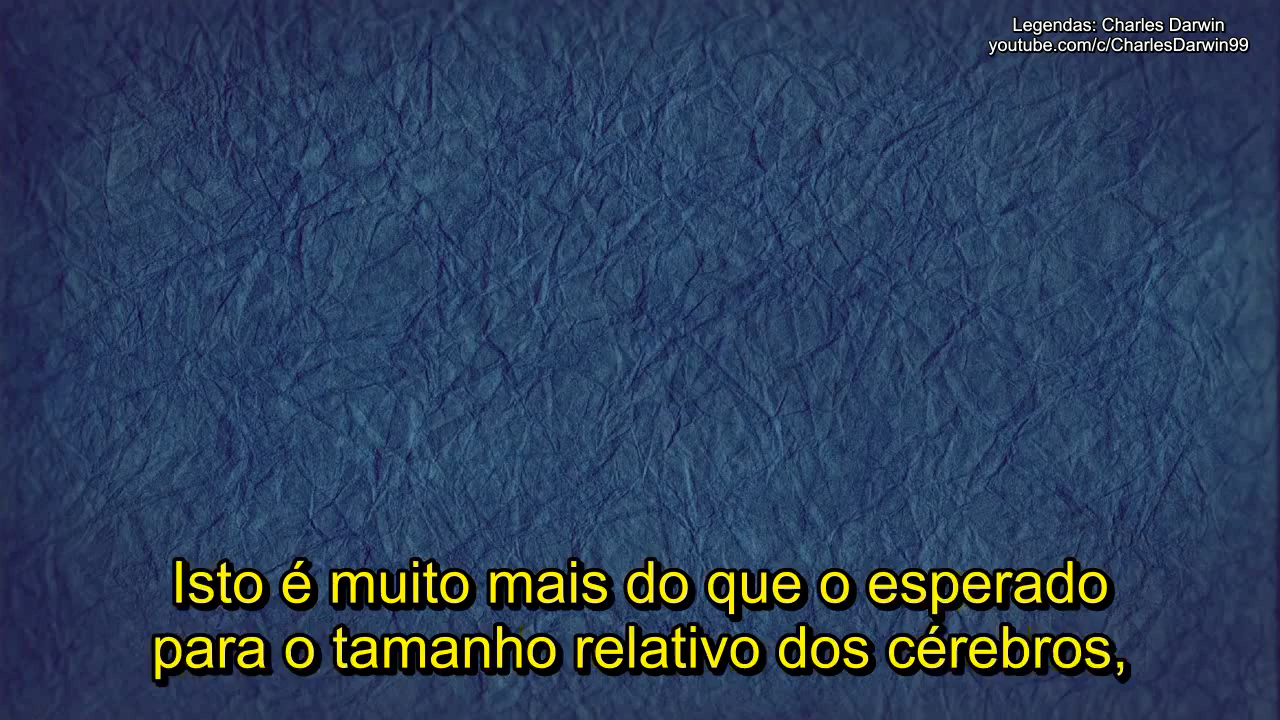 Legendas: Charles Darwin
youtube.com/c/CharlesDarwin99
Isto é muito mais do que o esperado
para o tamanho relativo dos cérebros,